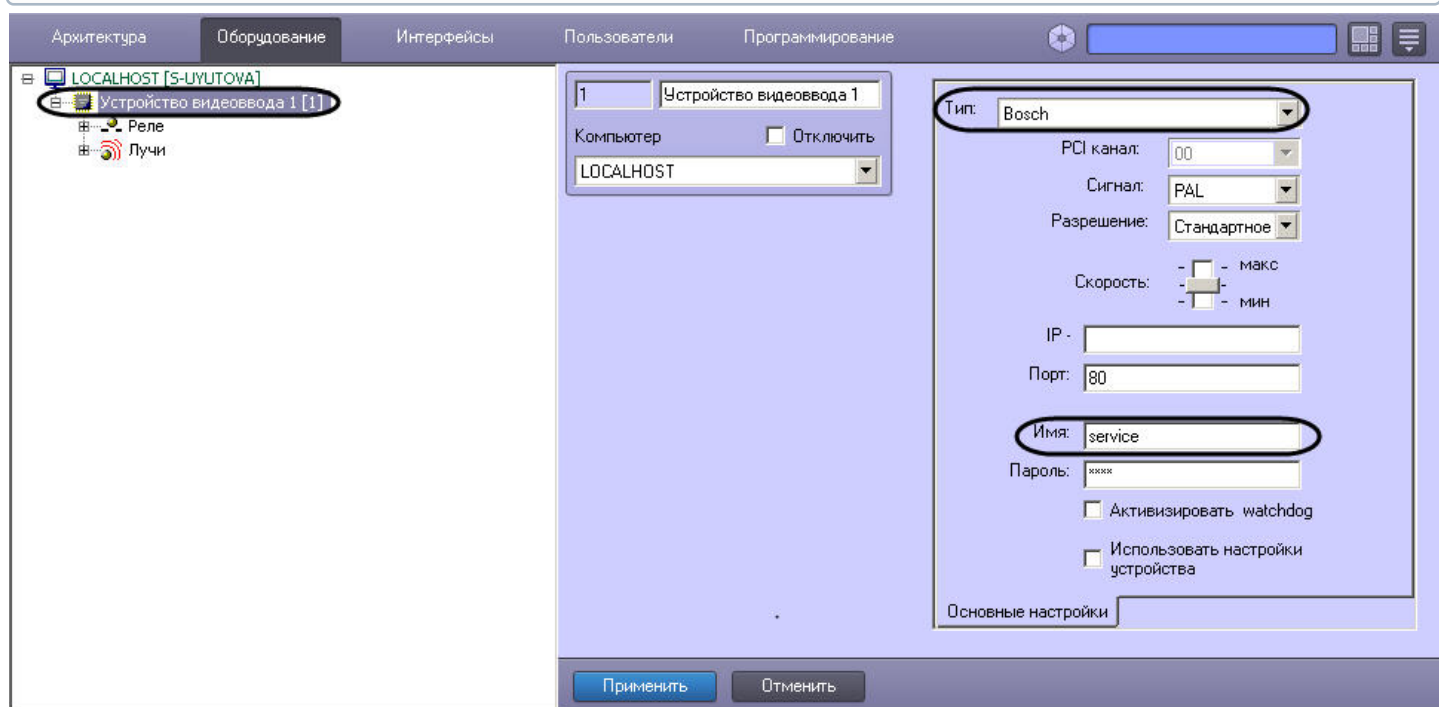 Архитектура Оборудование Интерфейсы Пользователи Программирование
LOCALHOST [S-UYUTOVA]
Устройство видеоввода 1 [1]
Реле
Лучи
1 Устройство видеоввода 1
Компьютер Отключить
LOCALHOST
Тип: Bosch
PCI канал: 00
Сигнал: PAL
Разрешение: Стандартное
Скорость: макс
мин
IP -
Порт: 80
Имя: service
Пароль: ****
Активизировать watchdog
Использовать настройки
устройства
Основные настройки
Применить Отменить